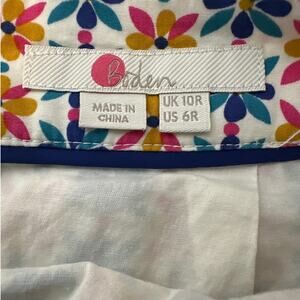 Boden
MADE IN
CHINA
UK 10R
US 6R